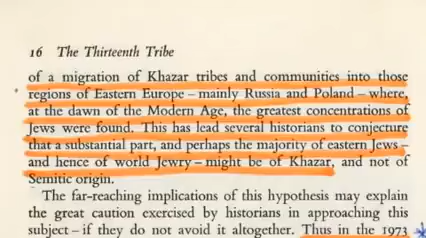 16 The Thirteenth Tribe
of a migration of Khazar tribes and communities into those
regions of Eastern Europe – mainly Russia and Poland – where,
at the dawn of the Modern Age, the greatest concentrations of
Jews were found. This has lead several historians to conjecture
that a substantial part, and perhaps the majority of eastern Jews –
and hence of world Jewry – might be of Khazar, and not of
Semitic origin.
The far-reaching implications of this hypothesis may explain
the great caution exercised by historians in approaching this
subject – if they do not avoid it altogether. Thus in the 1973